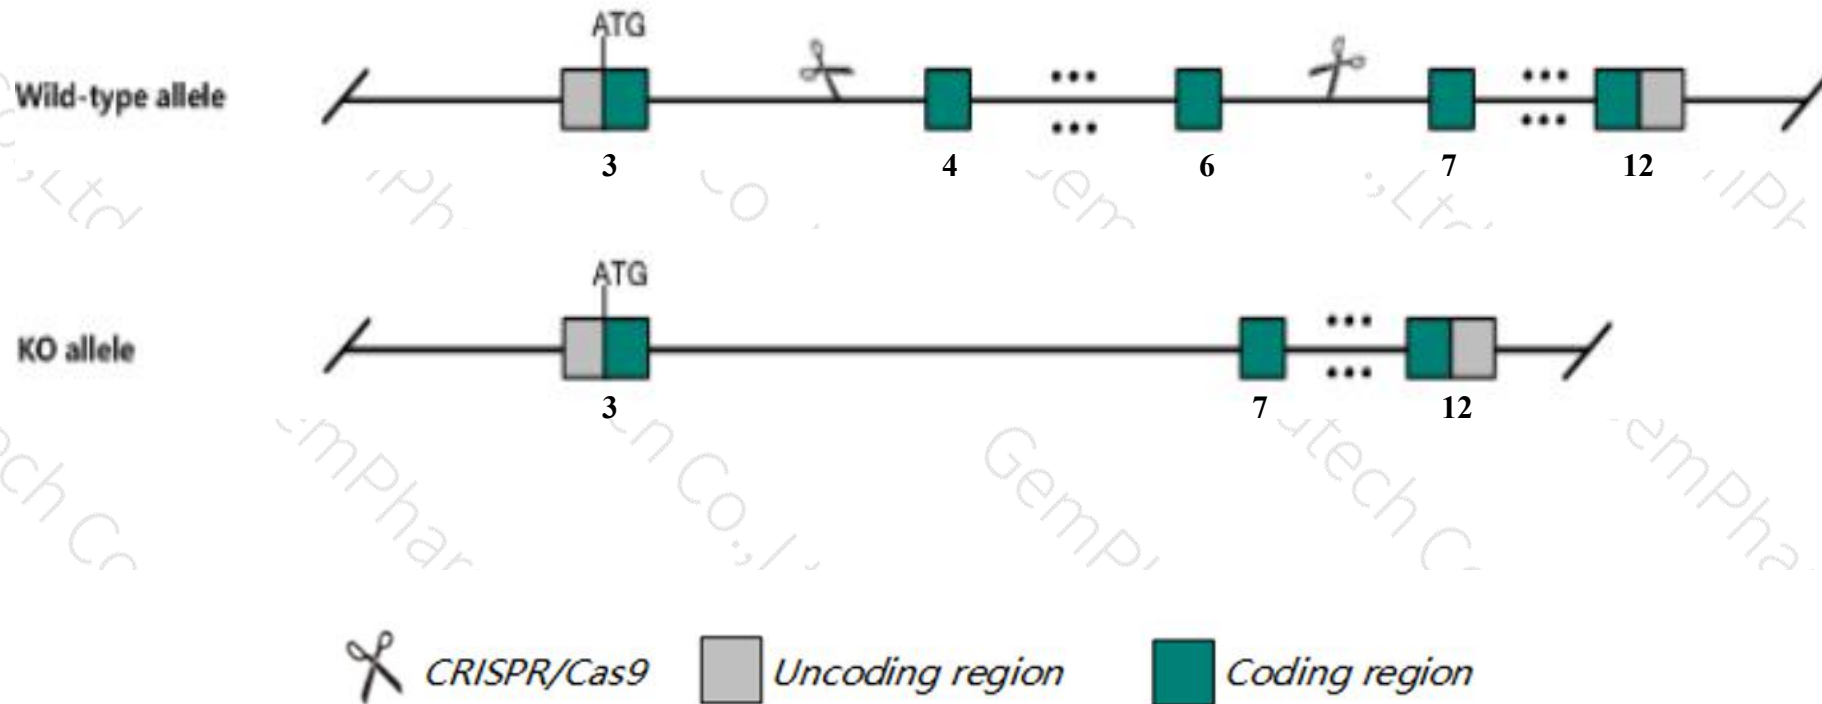 ATG
Wild-type allele
3 4 6 7 12
ATG
KO allele
3 7 12
CRISPR/Cas9 Uncoding region Coding region